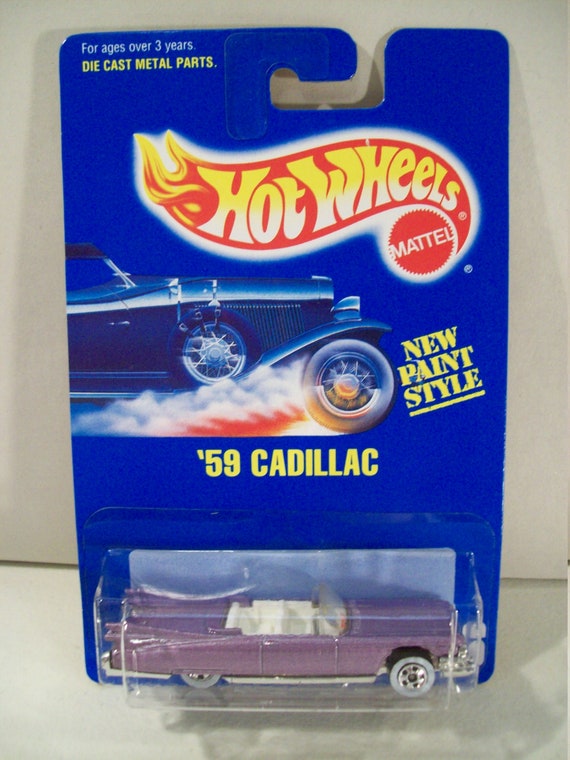 For ages over 3 years.
DIE CAST METAL PARTS.
HOT WHEELS®
MATTEL
®
NEW
PAINT
STYLE
'59 CADILLAC